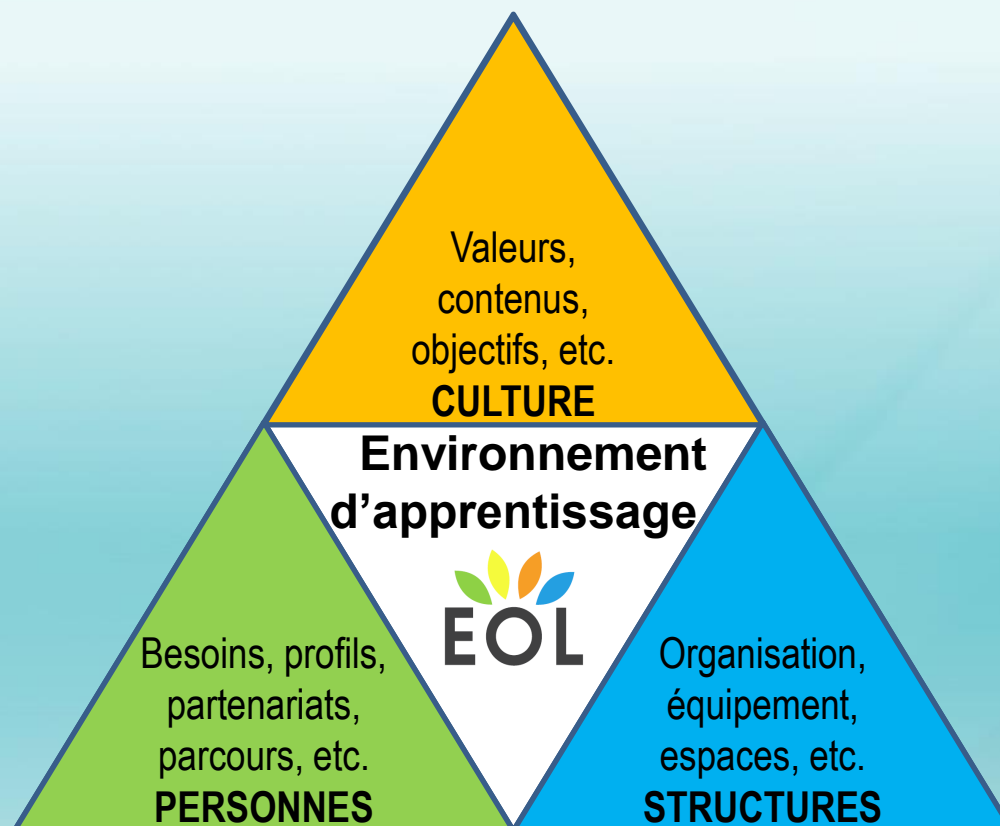 Valeurs,
contenus,
objectifs, etc.
CULTURE
Environnement
d’apprentissage
EOL
Besoins, profils,
partenariats,
parcours, etc.
PERSONNES
Organisation,
équipement,
espaces, etc.
STRUCTURES